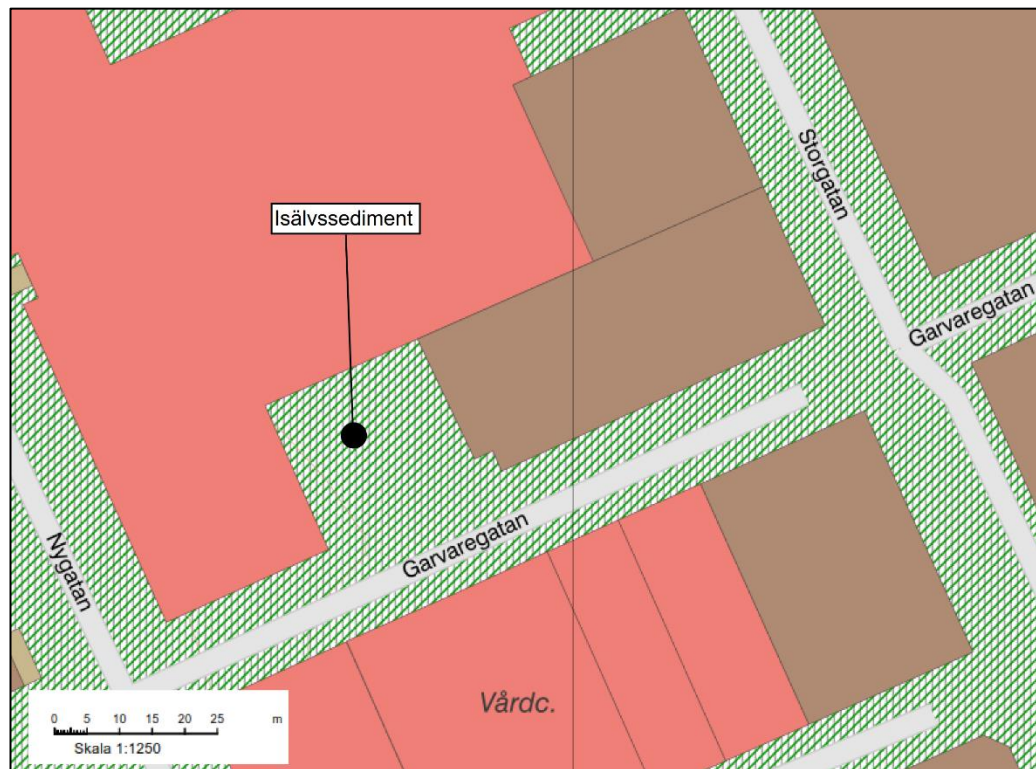 Storgatan
Isälvssediment
Garvaregatan
Garvaregatan
Nygatan
Vårdc.
0 5 10 15 20 25 m
Skala 1:1250